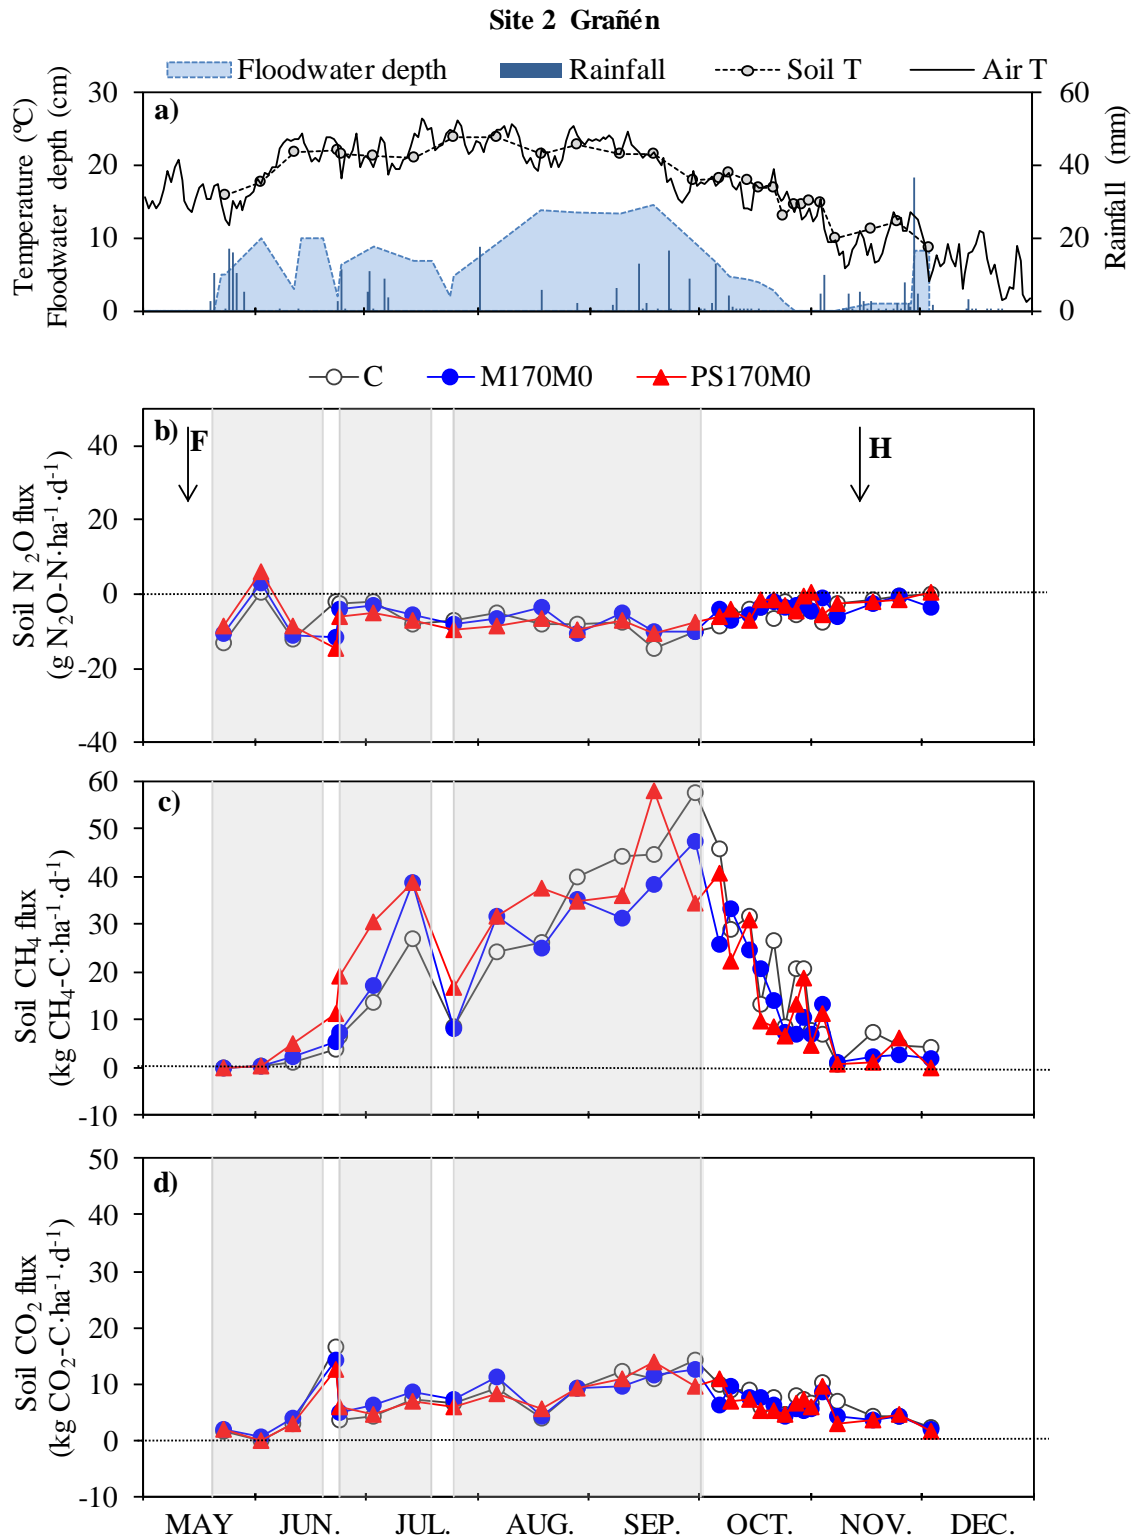 Site 2 Grañén
Floodwater depth Rainfall Soil T Air T
a)
Temperature (ºC)
Floodwater depth (cm)
30
20
10
0
Rainfall (mm)
60
40
20
0
C M170M0 PS170M0
b)
F
H
Soil N2O flux
(g N2O-N·ha-1·d-1)
40
20
0
-20
-40
c)
Soil CH4 flux
(kg CH4-C·ha-1·d-1)
60
50
40
30
20
10
0
-10
d)
Soil CO2 flux
(kg CO2-C·ha-1·d-1)
50
40
30
20
10
0
-10
MAY JUN. JUL. AUG. SEP. OCT. NOV. DEC.